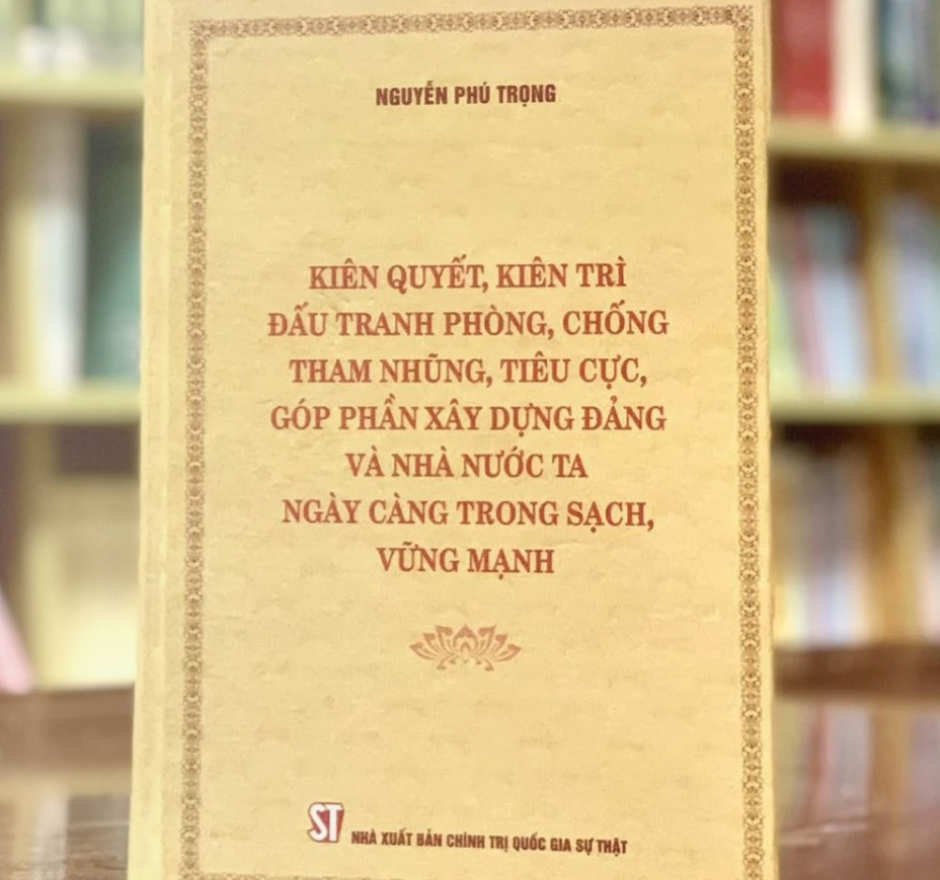 NGUYỄN PHÚ TRỌNG
KIÊN QUYẾT, KIÊN TRÌ
ĐẤU TRANH PHÒNG, CHỐNG
THAM NHŨNG, TIÊU CỰC,
GÓP PHẦN XÂY DỰNG ĐẢNG
VÀ NHÀ NƯỚC TA
NGÀY CÀNG TRONG SẠCH,
VỮNG MẠNH
ST NHÀ XUẤT BẢN CHÍNH TRỊ QUỐC GIA SỰ THẬT